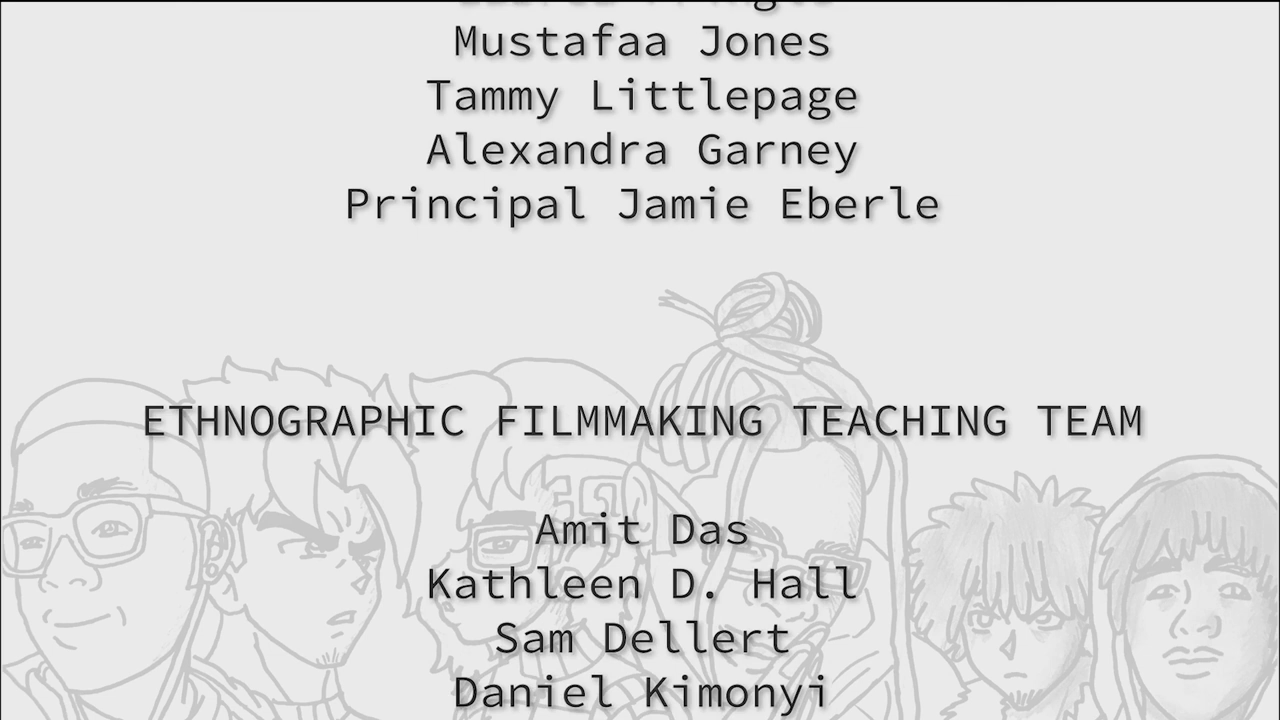 Mustafaa Jones
Tammy Littlepage
Alexandra Garney
Principal Jamie Eberle
ETHNOGRAPHIC FILMMAKING TEACHING TEAM
Amit Das
Kathleen D. Hall
Sam Dellert
Daniel Kimonyi